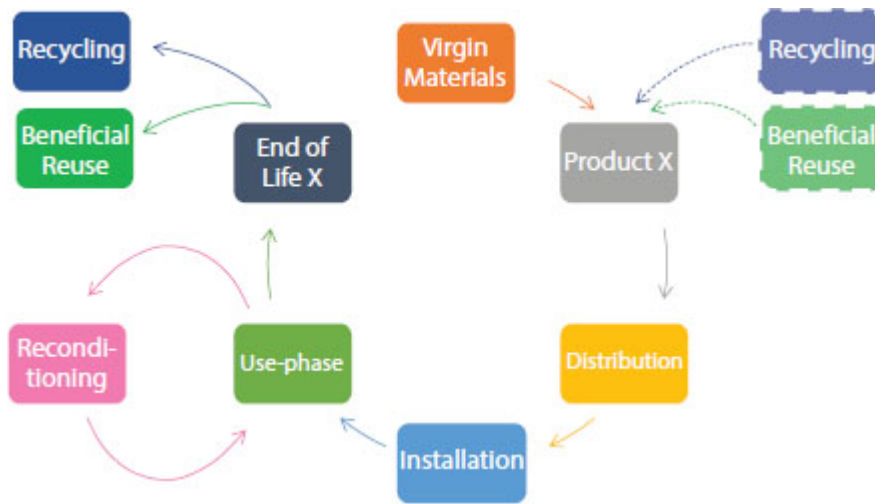 Recycling
Virgin
Materials
Recycling
Beneficial
Reuse
End of
Life X
Product X
Beneficial
Reuse
Recondi-
tioning
Use-phase
Distribution
Installation